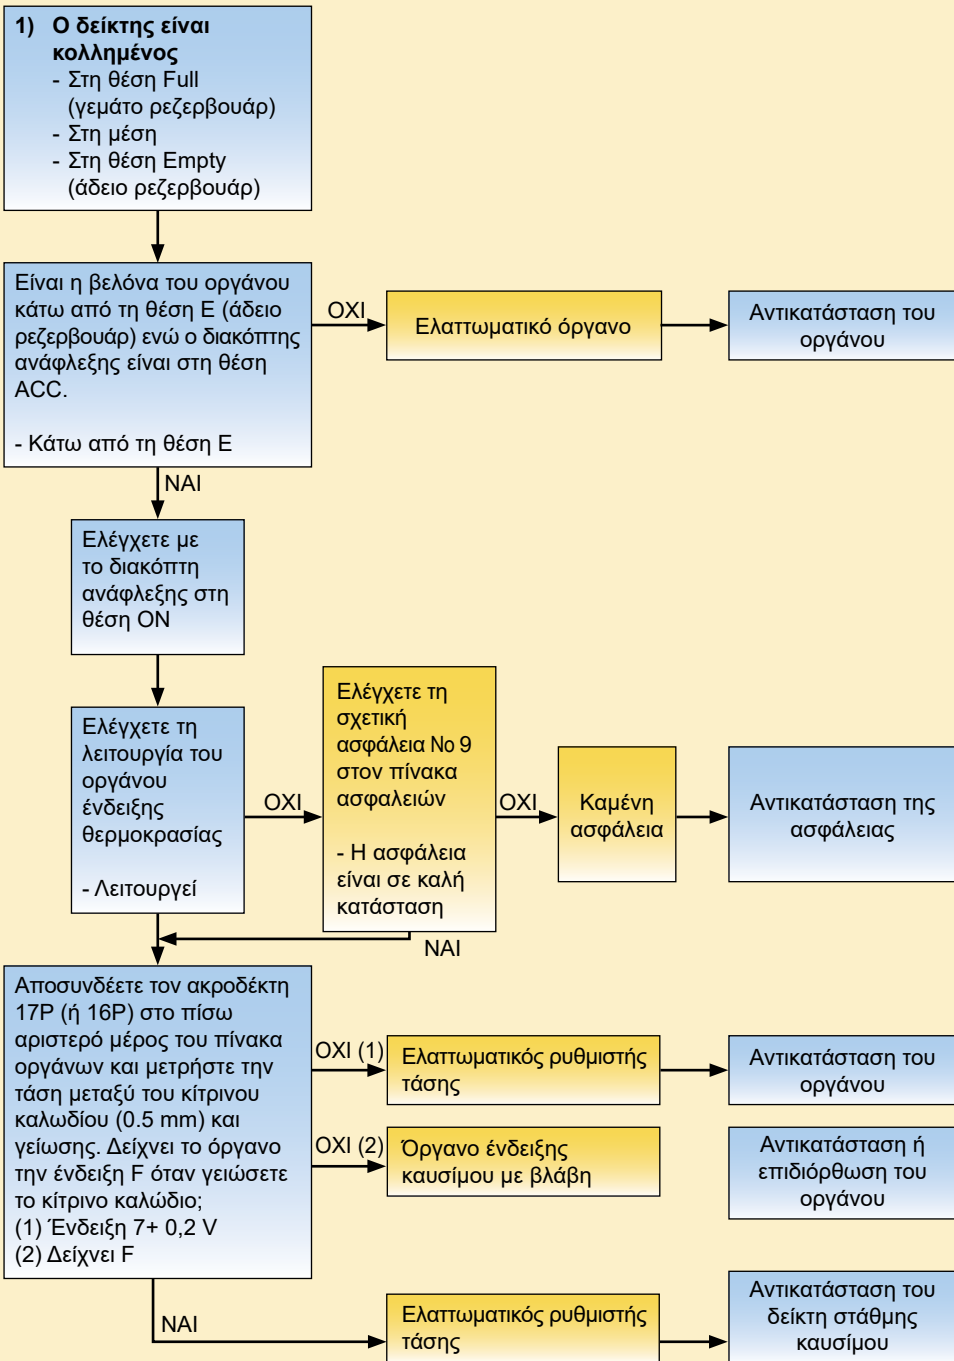 1) Ο δείκτης είναι
κολλημένος
- Στη θέση Full
(γεμάτο ρεζερβουάρ)
- Στη μέση
- Στη θέση Empty
(άδειο ρεζερβουάρ)
Είναι η βελόνα του οργάνου
κάτω από τη θέση Ε (άδειο
ρεζερβουάρ) ενώ ο διακόπτης
ανάφλεξης είναι στη θέση
ACC.
- Κάτω από τη θέση Ε
ΟΧΙ
Ελαττωματικό όργανο
Αντικατάσταση του
οργάνου
ΝΑΙ
Ελέγχετε με
το διακόπτη
ανάφλεξης στη
θέση ON
Ελέγχετε τη
λειτουργία του
οργάνου
ένδειξης
θερμοκρασίας
- Λειτουργεί
ΟΧΙ
Ελέγχετε τη
σχετική
ασφάλεια Νο 9
στον πίνακα
ασφαλειών
- Η ασφάλεια
είναι σε καλή
κατάσταση
ΟΧΙ
Καμένη
ασφάλεια
Αντικατάσταση της
ασφάλειας
ΝΑΙ
Αποσυνδέετε τον ακροδέκτη
17P (ή 16P) στο πίσω
αριστερό μέρος του πίνακα
οργάνων και μετρήστε την
τάση μεταξύ του κίτρινου
καλωδίου (0.5 mm) και
γείωσης. Δείχνει το όργανο
την ένδειξη F όταν γειώσετε
το κίτρινο καλώδιο;
(1) Ένδειξη 7+ 0,2 V
(2) Δείχνει F
ΟΧΙ (1)
Ελαττωματικός ρυθμιστής
τάσης
Αντικατάσταση του
οργάνου
ΟΧΙ (2)
Όργανο ένδειξης
καυσίμου με βλάβη
Αντικατάσταση ή
επιδιόρθωση του
οργάνου
ΝΑΙ
Ελαττωματικός ρυθμιστής
τάσης
Αντικατάσταση του
δείκτη στάθμης
καυσίμου